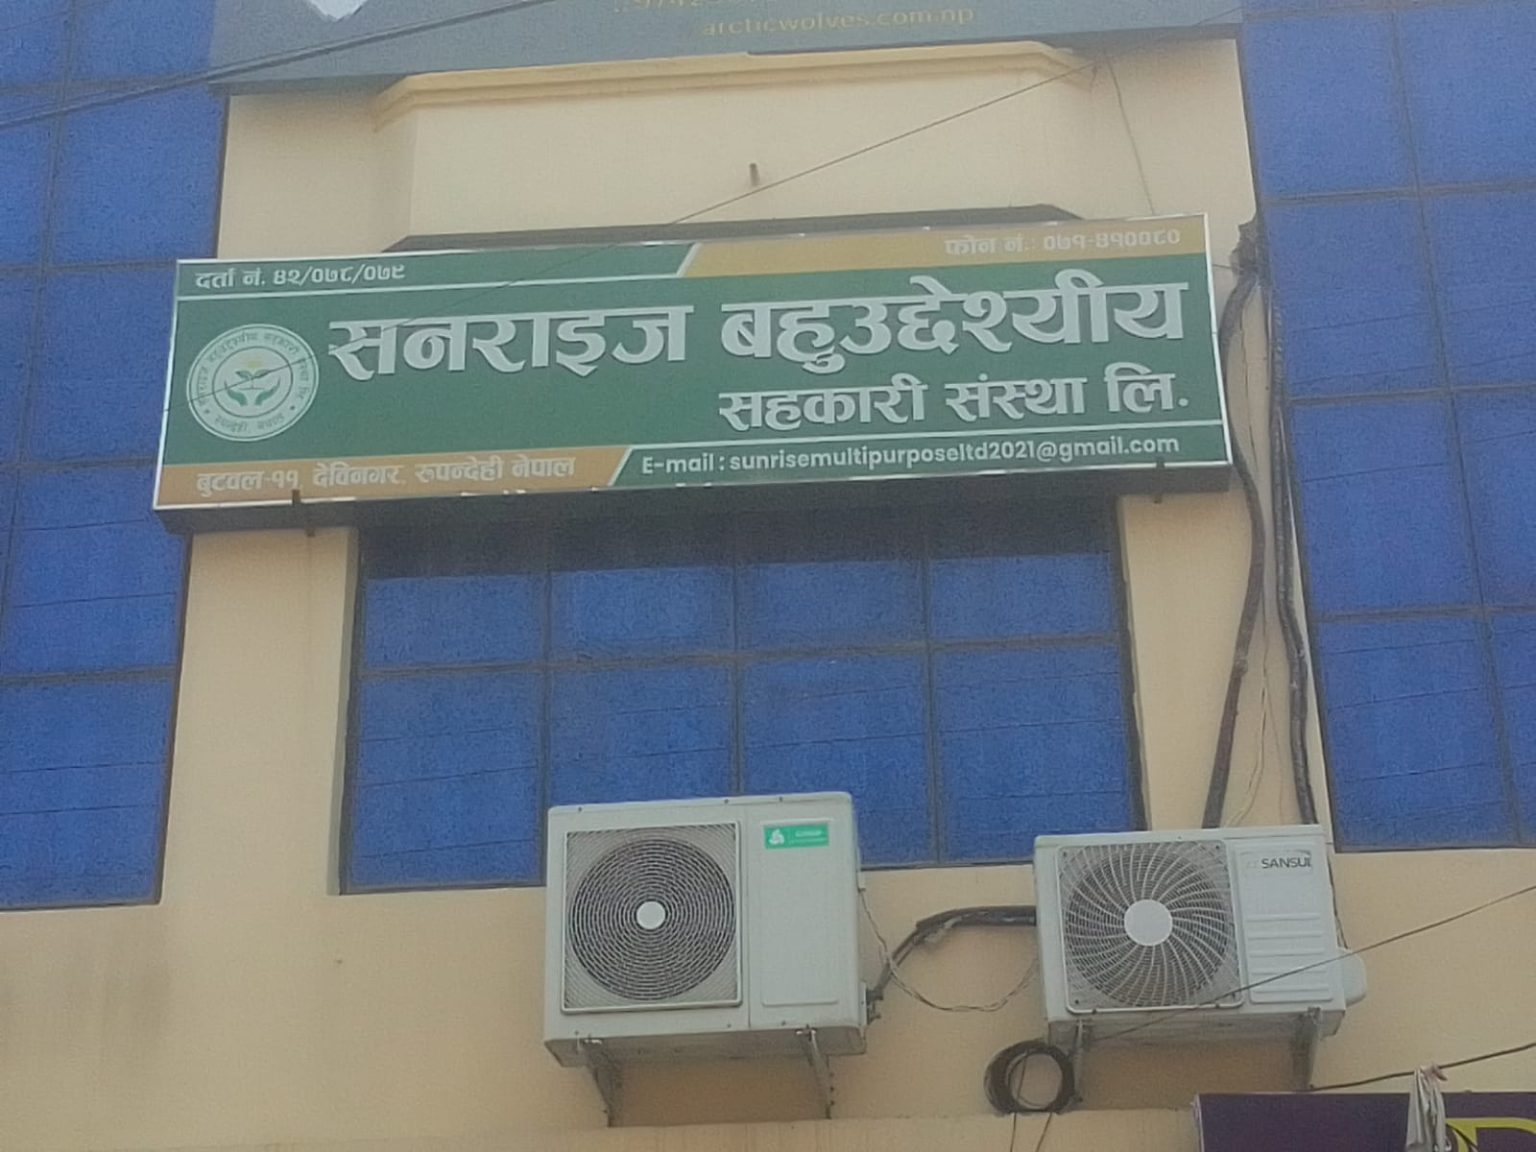 arcticwolves.com.np
दर्ता नं. ४२/०७८/०७९
फोन नं.: ०७१-४१००८०
सनराइज बहुउद्देश्यीय
सहकारी संस्था लि.
बुटवल-११, देविनगर, रुपन्देही नेपाल
E-mail : sunrisemultipurposeltd2021@gmail.com
SANSUI